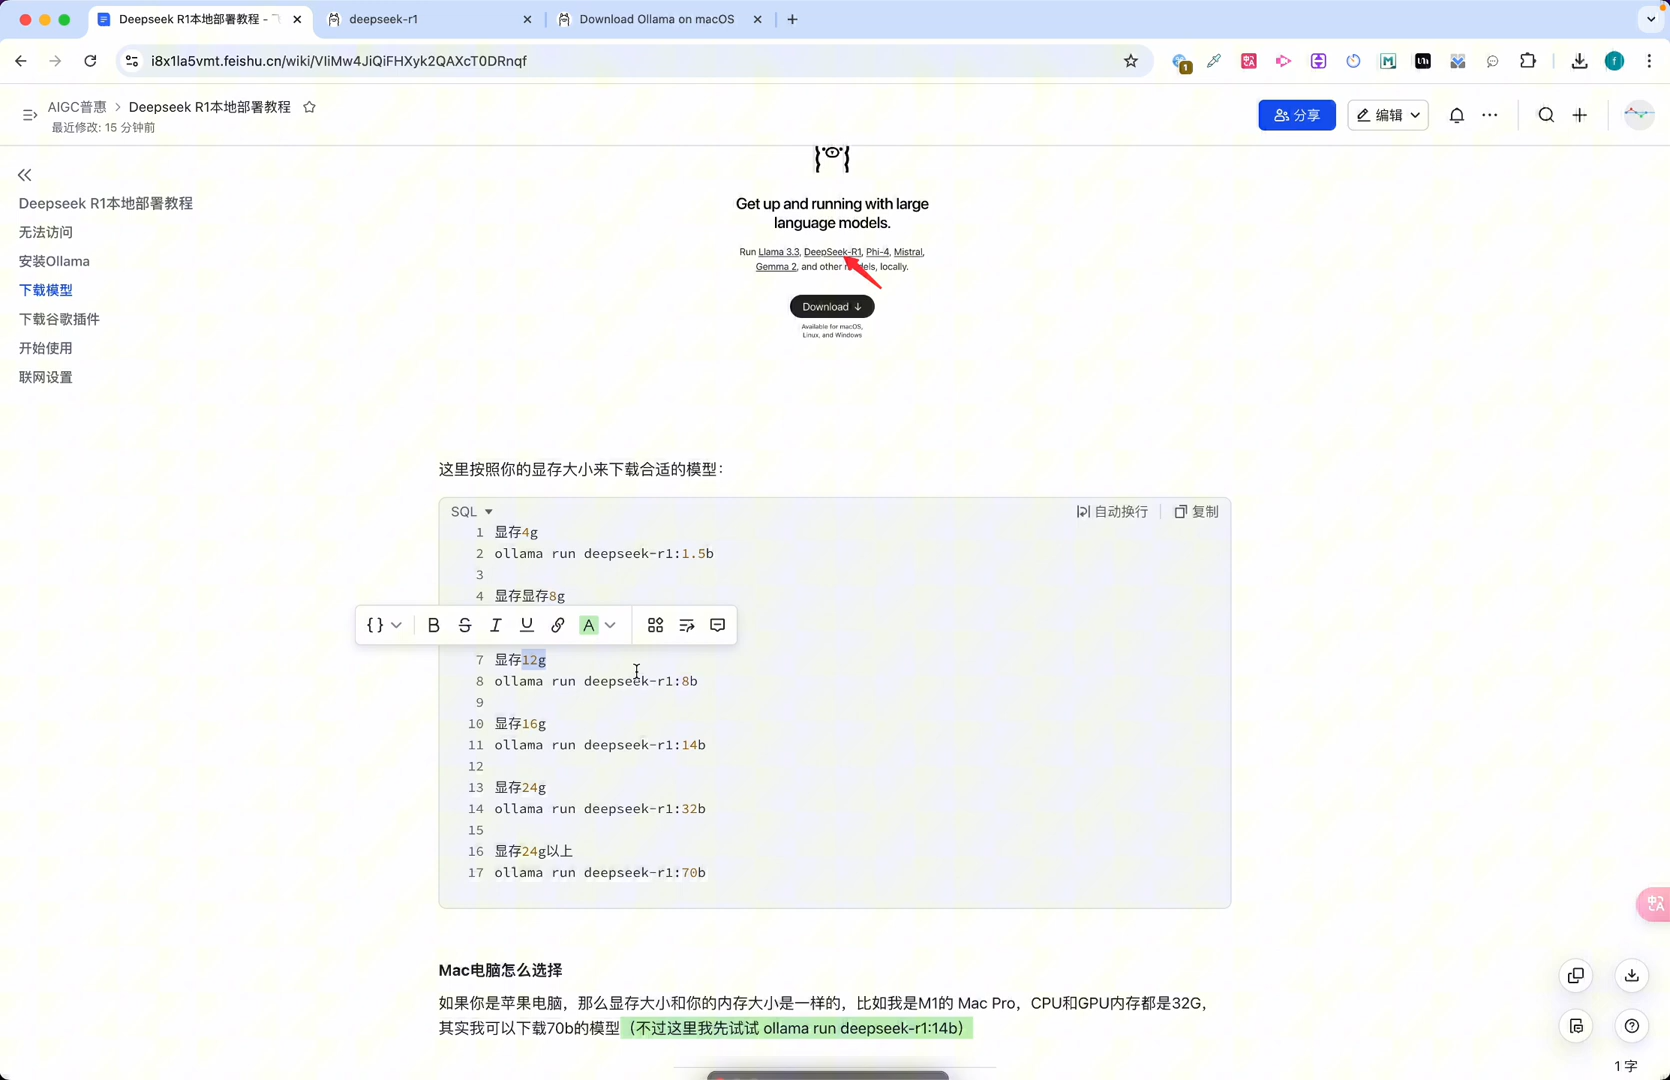 Deepseek R1本地部署教程 -
deepseek-r1
Download Ollama on macOS
i8x1la5vmt.feishu.cn/wiki/VIiMw4JiQiFHXyk2QAXcT0DRnqf
1
f
AIGC普惠 > Deepseek R1本地部署教程
最近修改: 15 分钟前
分享
编辑
Deepseek R1本地部署教程
无法访问
安装Ollama
下载模型
下载谷歌插件
开始使用
联网设置
Get up and running with large
language models.
Run Llama 3.3, DeepSeek-R1, Phi-4, Mistral,
Gemma 2, and other models, locally.
Download ↓
Available for macOS,
Linux, and Windows
这里按照你的显存大小来下载合适的模型：
SQL
自动换行
复制
1 显存4g
2 ollama run deepseek-r1:1.5b
3
4 显存显存8g
{} B S I U A
7 显存12g
8 ollama run deepseek-r1:8b
9
10 显存16g
11 ollama run deepseek-r1:14b
12
13 显存24g
14 ollama run deepseek-r1:32b
15
16 显存24g以上
17 ollama run deepseek-r1:70b
Mac电脑怎么选择
如果你是苹果电脑，那么显存大小和你的内存大小是一样的，比如我是M1的 Mac Pro，CPU和GPU内存都是32G，
其实我可以下载70b的模型（不过这里我先试试 ollama run deepseek-r1:14b）
1 字